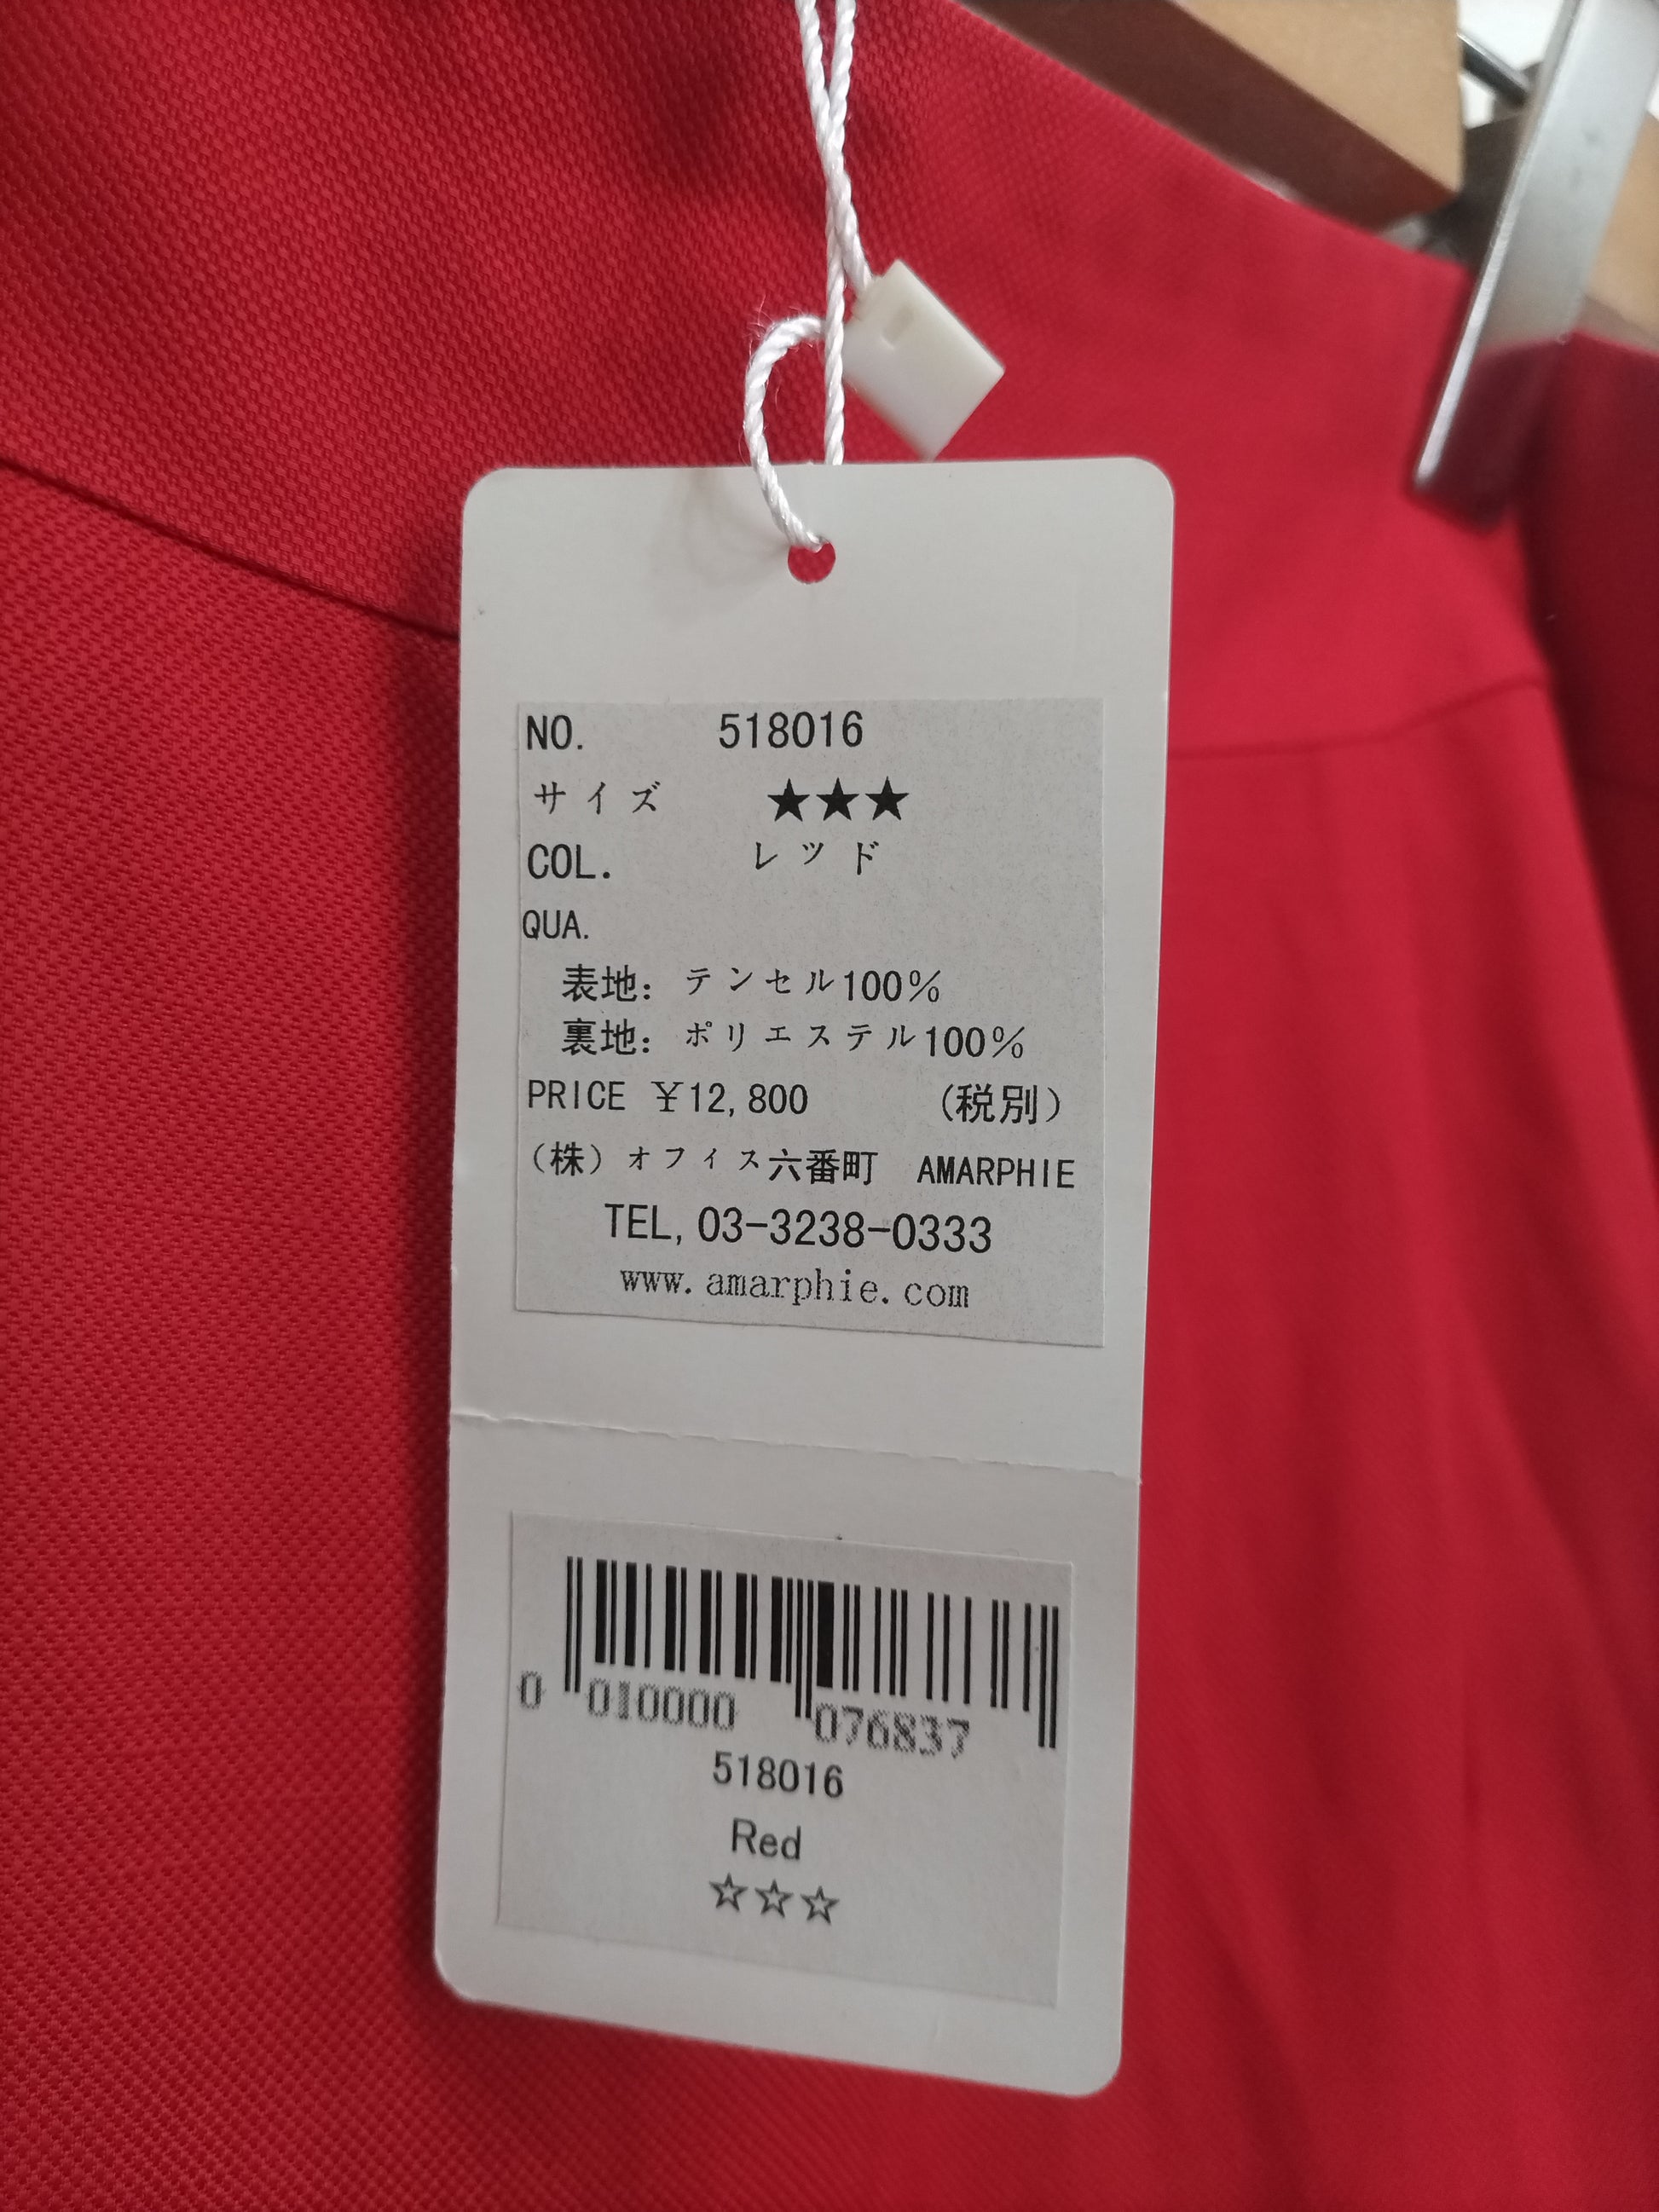 NO. 518016
サイズ ★★★
COL. レッド
QUA.
表地：テンセル100％
裏地：ポリエステル100％
PRICE ￥12,800 （税別）
（株）オフィス六番町 AMARPHIE
TEL, 03-3238-0333
www.amarphie.com
0 010000 076837
518016
Red
☆☆☆